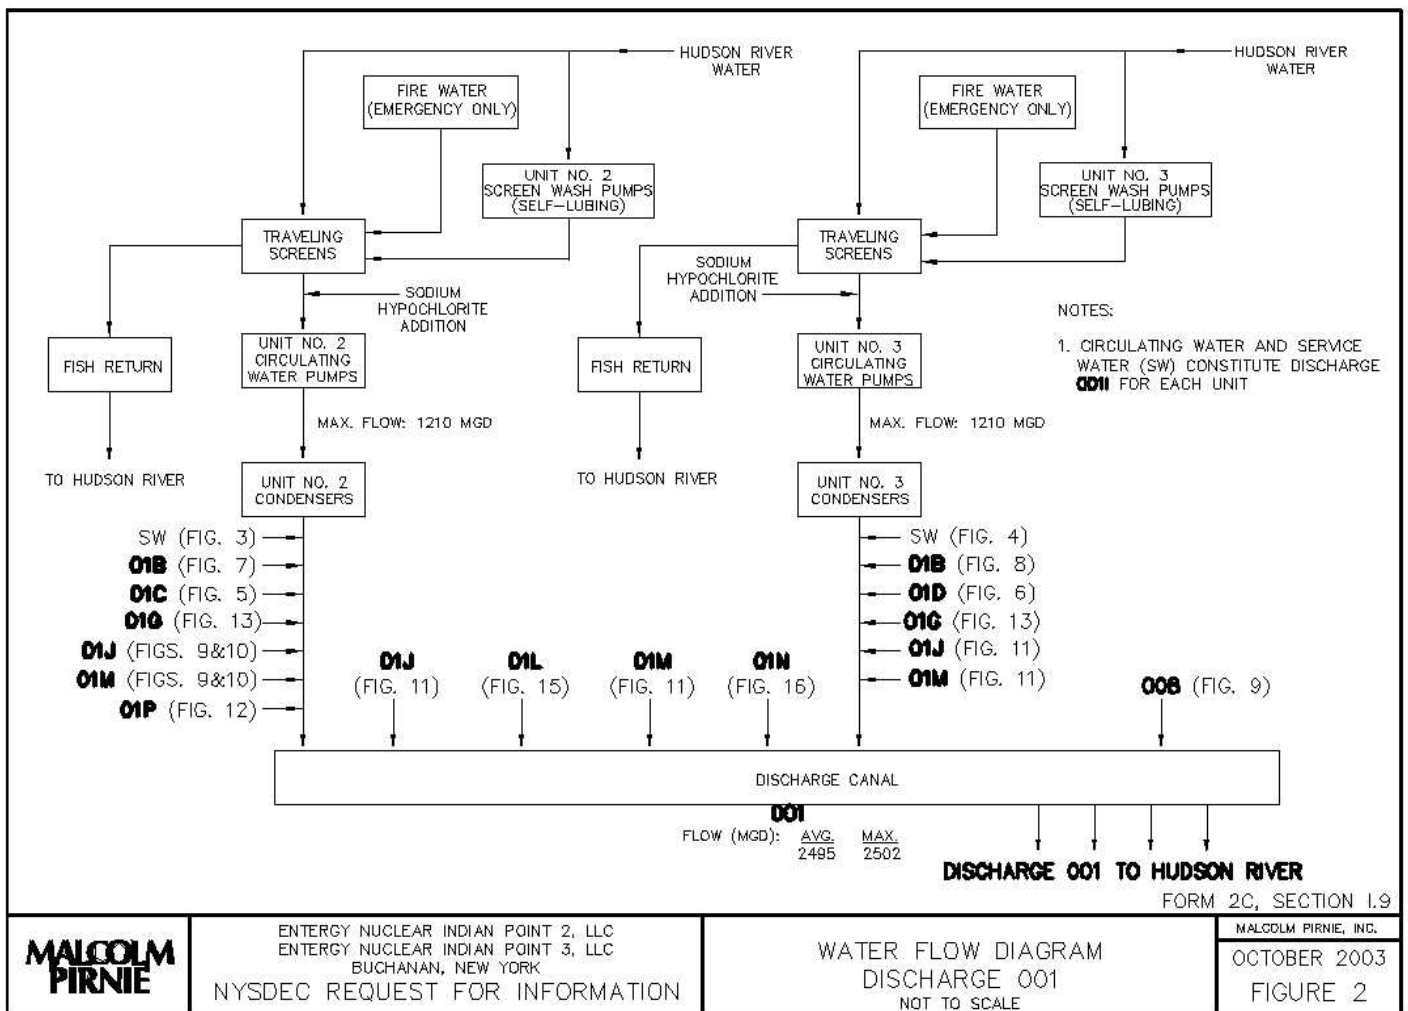 HUDSON RIVER
WATER
FIRE WATER
(EMERGENCY ONLY)
UNIT NO. 2
SCREEN WASH PUMPS
(SELF-LUBING)
TRAVELING
SCREENS
SODIUM
HYPOCHLORITE
ADDITION
FISH RETURN
UNIT NO. 2
CIRCULATING
WATER PUMPS
MAX. FLOW: 1210 MGD
TO HUDSON RIVER
UNIT NO. 2
CONDENSERS
SW (FIG. 3)
01B (FIG. 7)
01C (FIG. 5)
01G (FIG. 13)
01J (FIGS. 9&10)
01M (FIGS. 9&10)
01P (FIG. 12)
HUDSON RIVER
WATER
FIRE WATER
(EMERGENCY ONLY)
UNIT NO. 3
SCREEN WASH PUMPS
(SELF-LUBING)
TRAVELING
SCREENS
SODIUM
HYPOCHLORITE
ADDITION
FISH RETURN
UNIT NO. 3
CIRCULATING
WATER PUMPS
MAX. FLOW: 1210 MGD
TO HUDSON RIVER
UNIT NO. 3
CONDENSERS
SW (FIG. 4)
01B (FIG. 8)
01D (FIG. 6)
01G (FIG. 13)
01J (FIG. 11)
01M (FIG. 11)
NOTES:
1. CIRCULATING WATER AND SERVICE
WATER (SW) CONSTITUTE DISCHARGE
FOR EACH UNIT
01J
(FIG. 11)
01L
(FIG. 15)
01M
(FIG. 11)
01N
(FIG. 16)
008 (FIG. 9)
DISCHARGE CANAL
001
FLOW (MGD): AVG. MAX.
2495 2502
DISCHARGE 001 TO HUDSON RIVER
FORM 2C, SECTION I.9
MALCOLM
PIRNIE
ENTERGY NUCLEAR INDIAN POINT 2, LLC
ENTERGY NUCLEAR INDIAN POINT 3, LLC
BUCHANAN, NEW YORK
NYSDEC REQUEST FOR INFORMATION
WATER FLOW DIAGRAM
DISCHARGE 001
NOT TO SCALE
MALCOLM PIRNIE, INC.
OCTOBER 2003
FIGURE 2